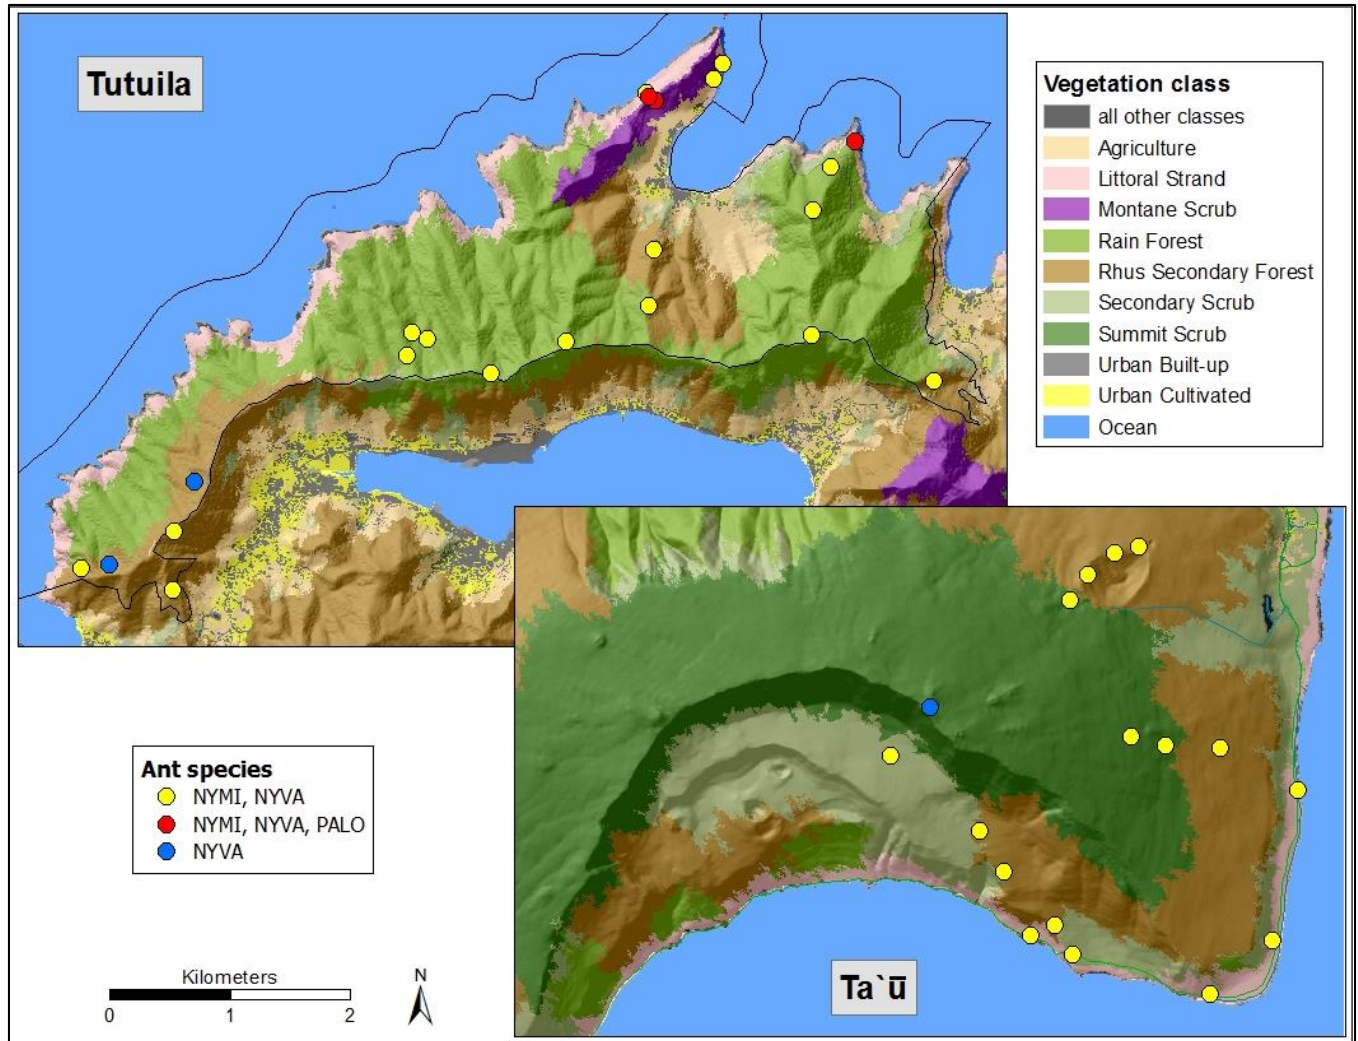 Tutuila
Vegetation class
all other classes
Agriculture
Littoral Strand
Montane Scrub
Rain Forest
Rhus Secondary Forest
Secondary Scrub
Summit Scrub
Urban Built-up
Urban Cultivated
Ocean
Ant species
NYMI, NYVA
NYMI, NYVA, PALO
NYVA
Kilometers
0 1 2
N
Ta`ū